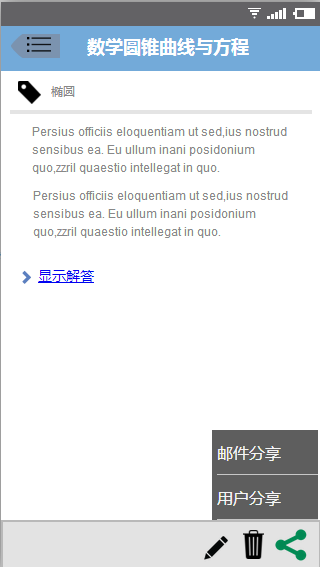 数学圆锥曲线与方程
椭圆
Persius officiis eloquentiam ut sed,ius nostrud
sensibus ea. Eu ullum inani posidonium
quo,zzril quaestio intellegat in quo.
Persius officiis eloquentiam ut sed,ius nostrud
sensibus ea. Eu ullum inani posidonium
quo,zzril quaestio intellegat in quo.
显示解答
邮件分享
用户分享